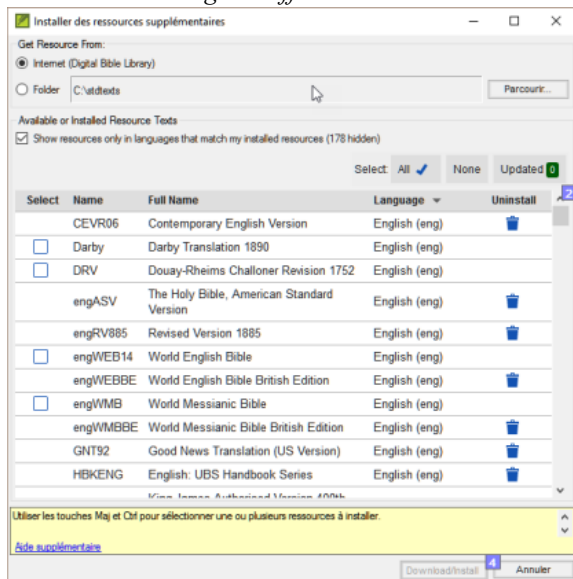 Installer des ressources supplémentaires
Get Resource From:
Internet (Digital Bible Library)
Folder C:\stdtexts Parcourir...
Available or Installed Resource Texts
Show resources only in languages that match my installed resources (178 hidden)
Select: All None Updated 0
Select Name Full Name Language Uninstall 2
CEVR06 Contemporary English Version English (eng)
Darby Darby Translation 1890 English (eng)
DRV Douay-Rheims Challoner Revision 1752 English (eng)
engASV The Holy Bible, American Standard Version English (eng)
engRV885 Revised Version 1885 English (eng)
engWEB14 World English Bible English (eng)
engWEBBE World English Bible British Edition English (eng)
engWMB World Messianic Bible English (eng)
engWMBBE World Messianic Bible British Edition English (eng)
GNT92 Good News Translation (US Version) English (eng)
HBKENG English: UBS Handbook Series English (eng)
Utiliser les touches Maj et Ctrl pour sélectionner une ou plusieurs ressources à installer.
Aide supplémentaire
Download/Install 4 Annuler